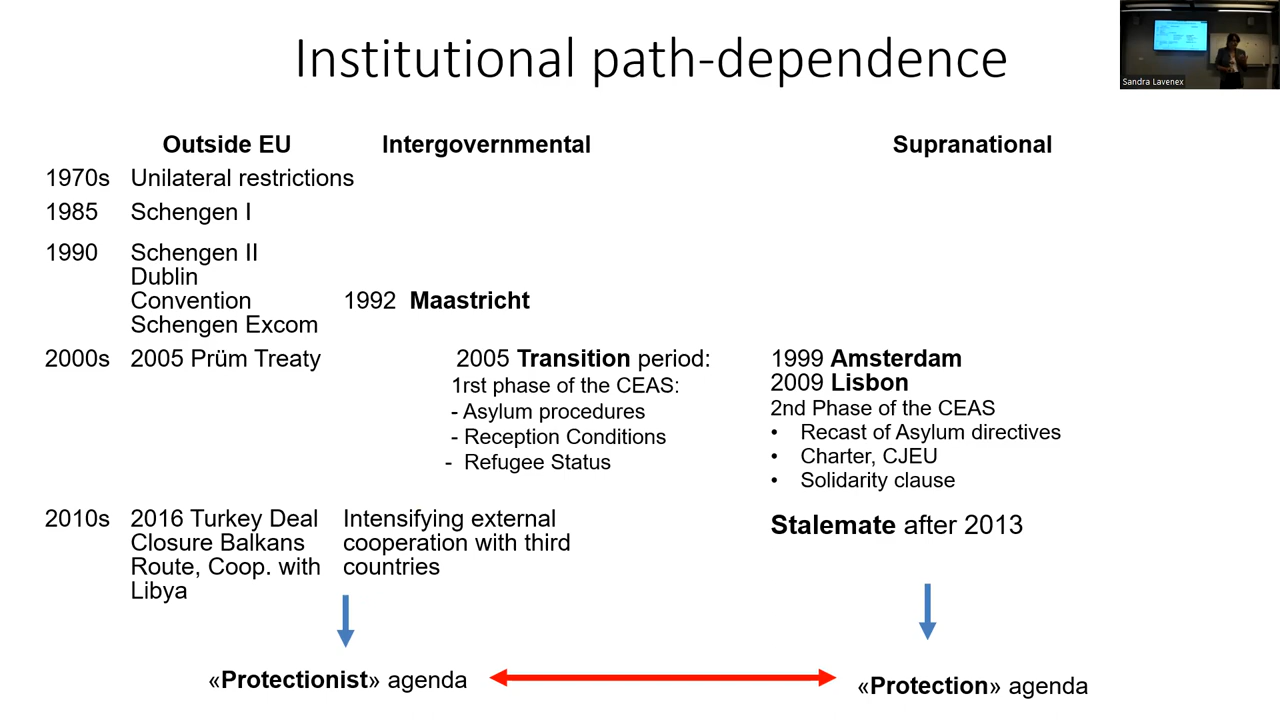 Institutional path-dependence
Sandra Lavenex
Outside EU Intergovernmental Supranational
1970s Unilateral restrictions
1985 Schengen I
1990 Schengen II
Dublin
Convention 1992 Maastricht
Schengen Excom
2000s 2005 Prüm Treaty 2005 Transition period: 1999 Amsterdam
2009 Lisbon
1rst phase of the CEAS:
- Asylum procedures
- Reception Conditions
- Refugee Status
2nd Phase of the CEAS
• Recast of Asylum directives
• Charter, CJEU
• Solidarity clause
2010s 2016 Turkey Deal
Closure Balkans
Route, Coop. with
Libya
Intensifying external
cooperation with third
countries
Stalemate after 2013
«Protectionist» agenda
«Protection» agenda